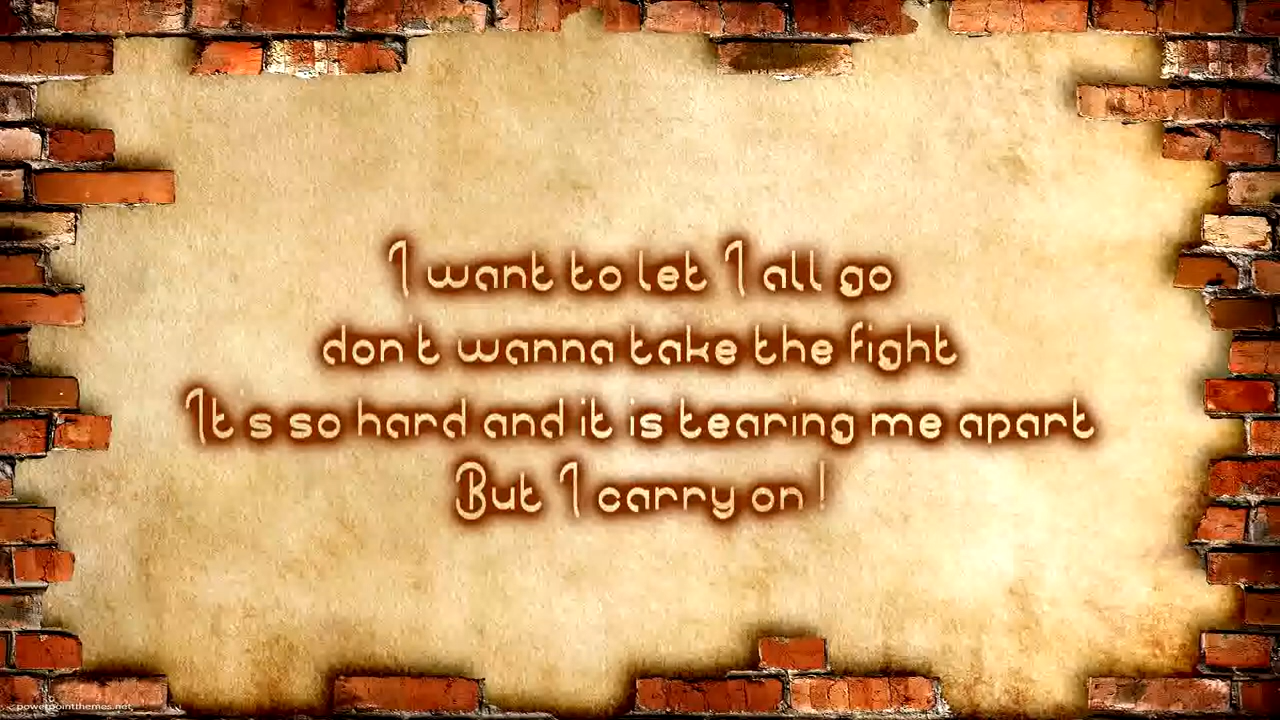 I want to let I all go
don't wanna take the fight
It's so hard and it is tearing me apart
But I carry on!
powerpointthemes.net